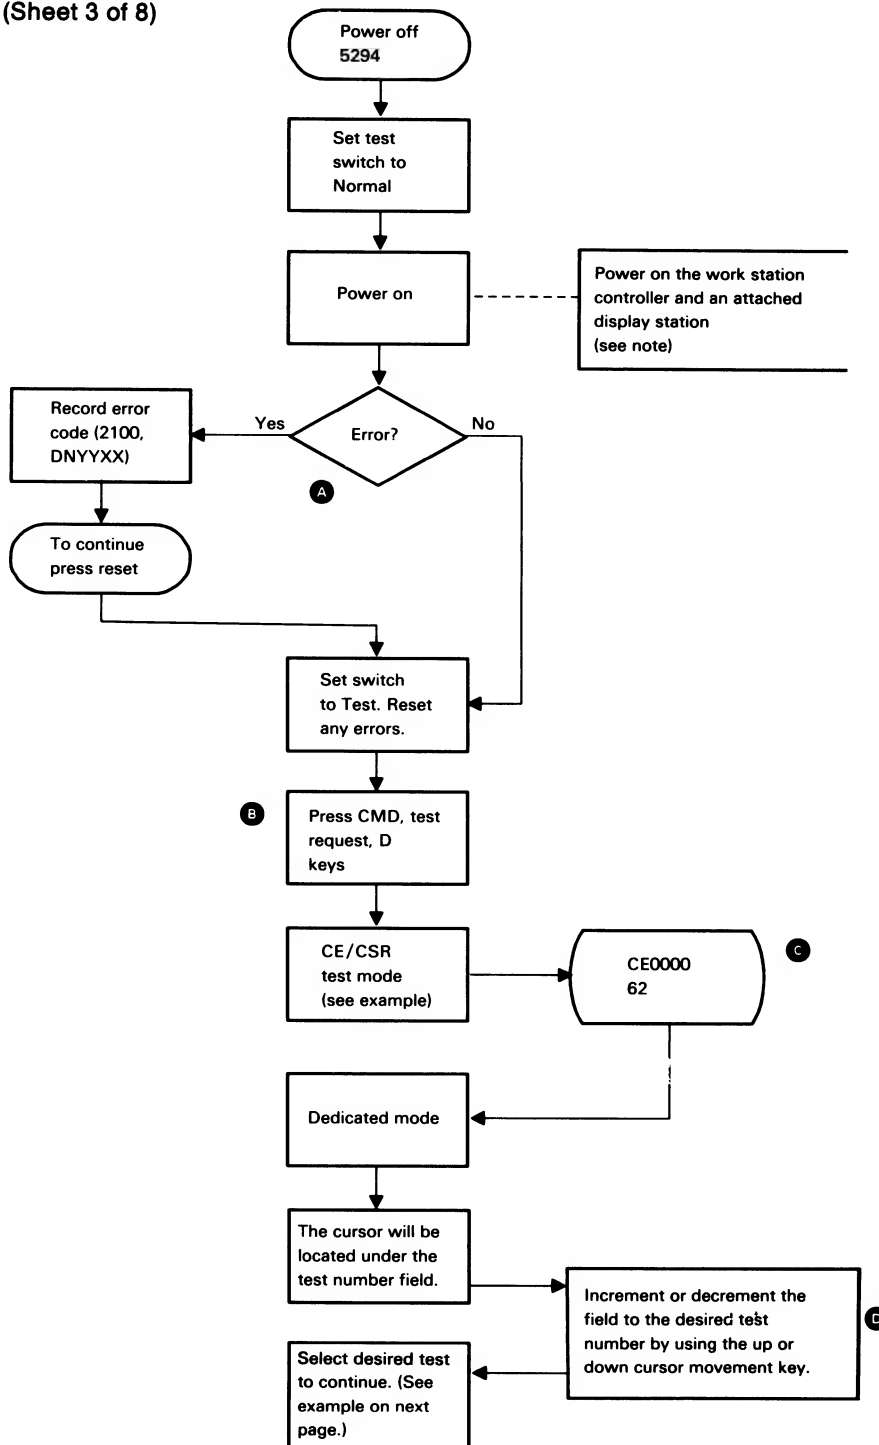 (Sheet 3 of 8)
Power off
5294
Set test
switch to
Normal
Power on
Power on the work station
controller and an attached
display station
(see note)
Record error
code (2100,
DNYYXX)
Yes
Error?
No
A
To continue
press reset
Set switch
to Test. Reset
any errors.
B
Press CMD, test
request, D
keys
CE/CSR
test mode
(see example)
CE0000
62
C
Dedicated mode
The cursor will be
located under the
test number field.
Increment or decrement the
field to the desired test
number by using the up or
down cursor movement key.
D
Select desired test
to continue. (See
example on next
page.)